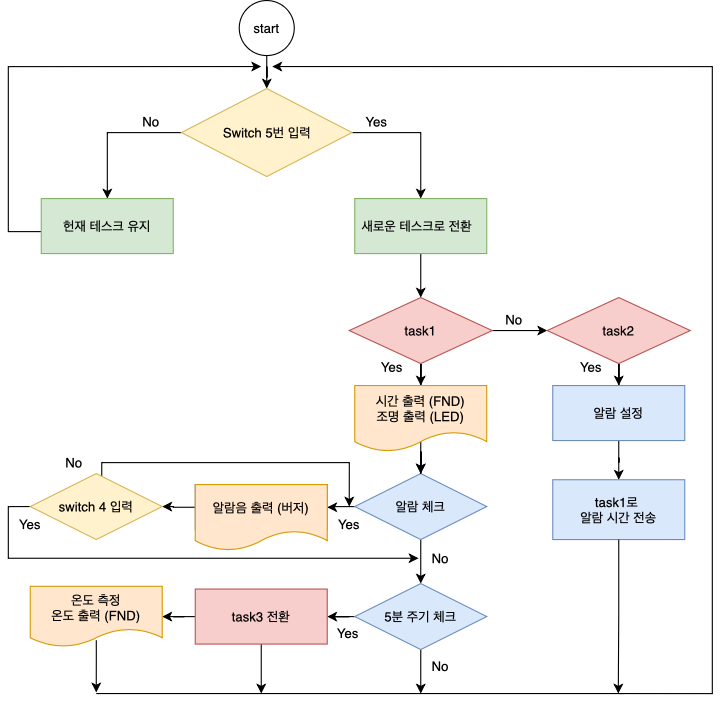 start
Switch 5번 입력
No
Yes
헌재 테스크 유지
새로운 테스크로 전환
task1
No
task2
Yes
Yes
시간 출력 (FND)
조명 출력 (LED)
알람 설정
No
switch 4 입력
알람음 출력 (버저)
알람 체크
task1로
알람 시간 전송
Yes
Yes
No
온도 측정
온도 출력 (FND)
task3 전환
5분 주기 체크
Yes
No